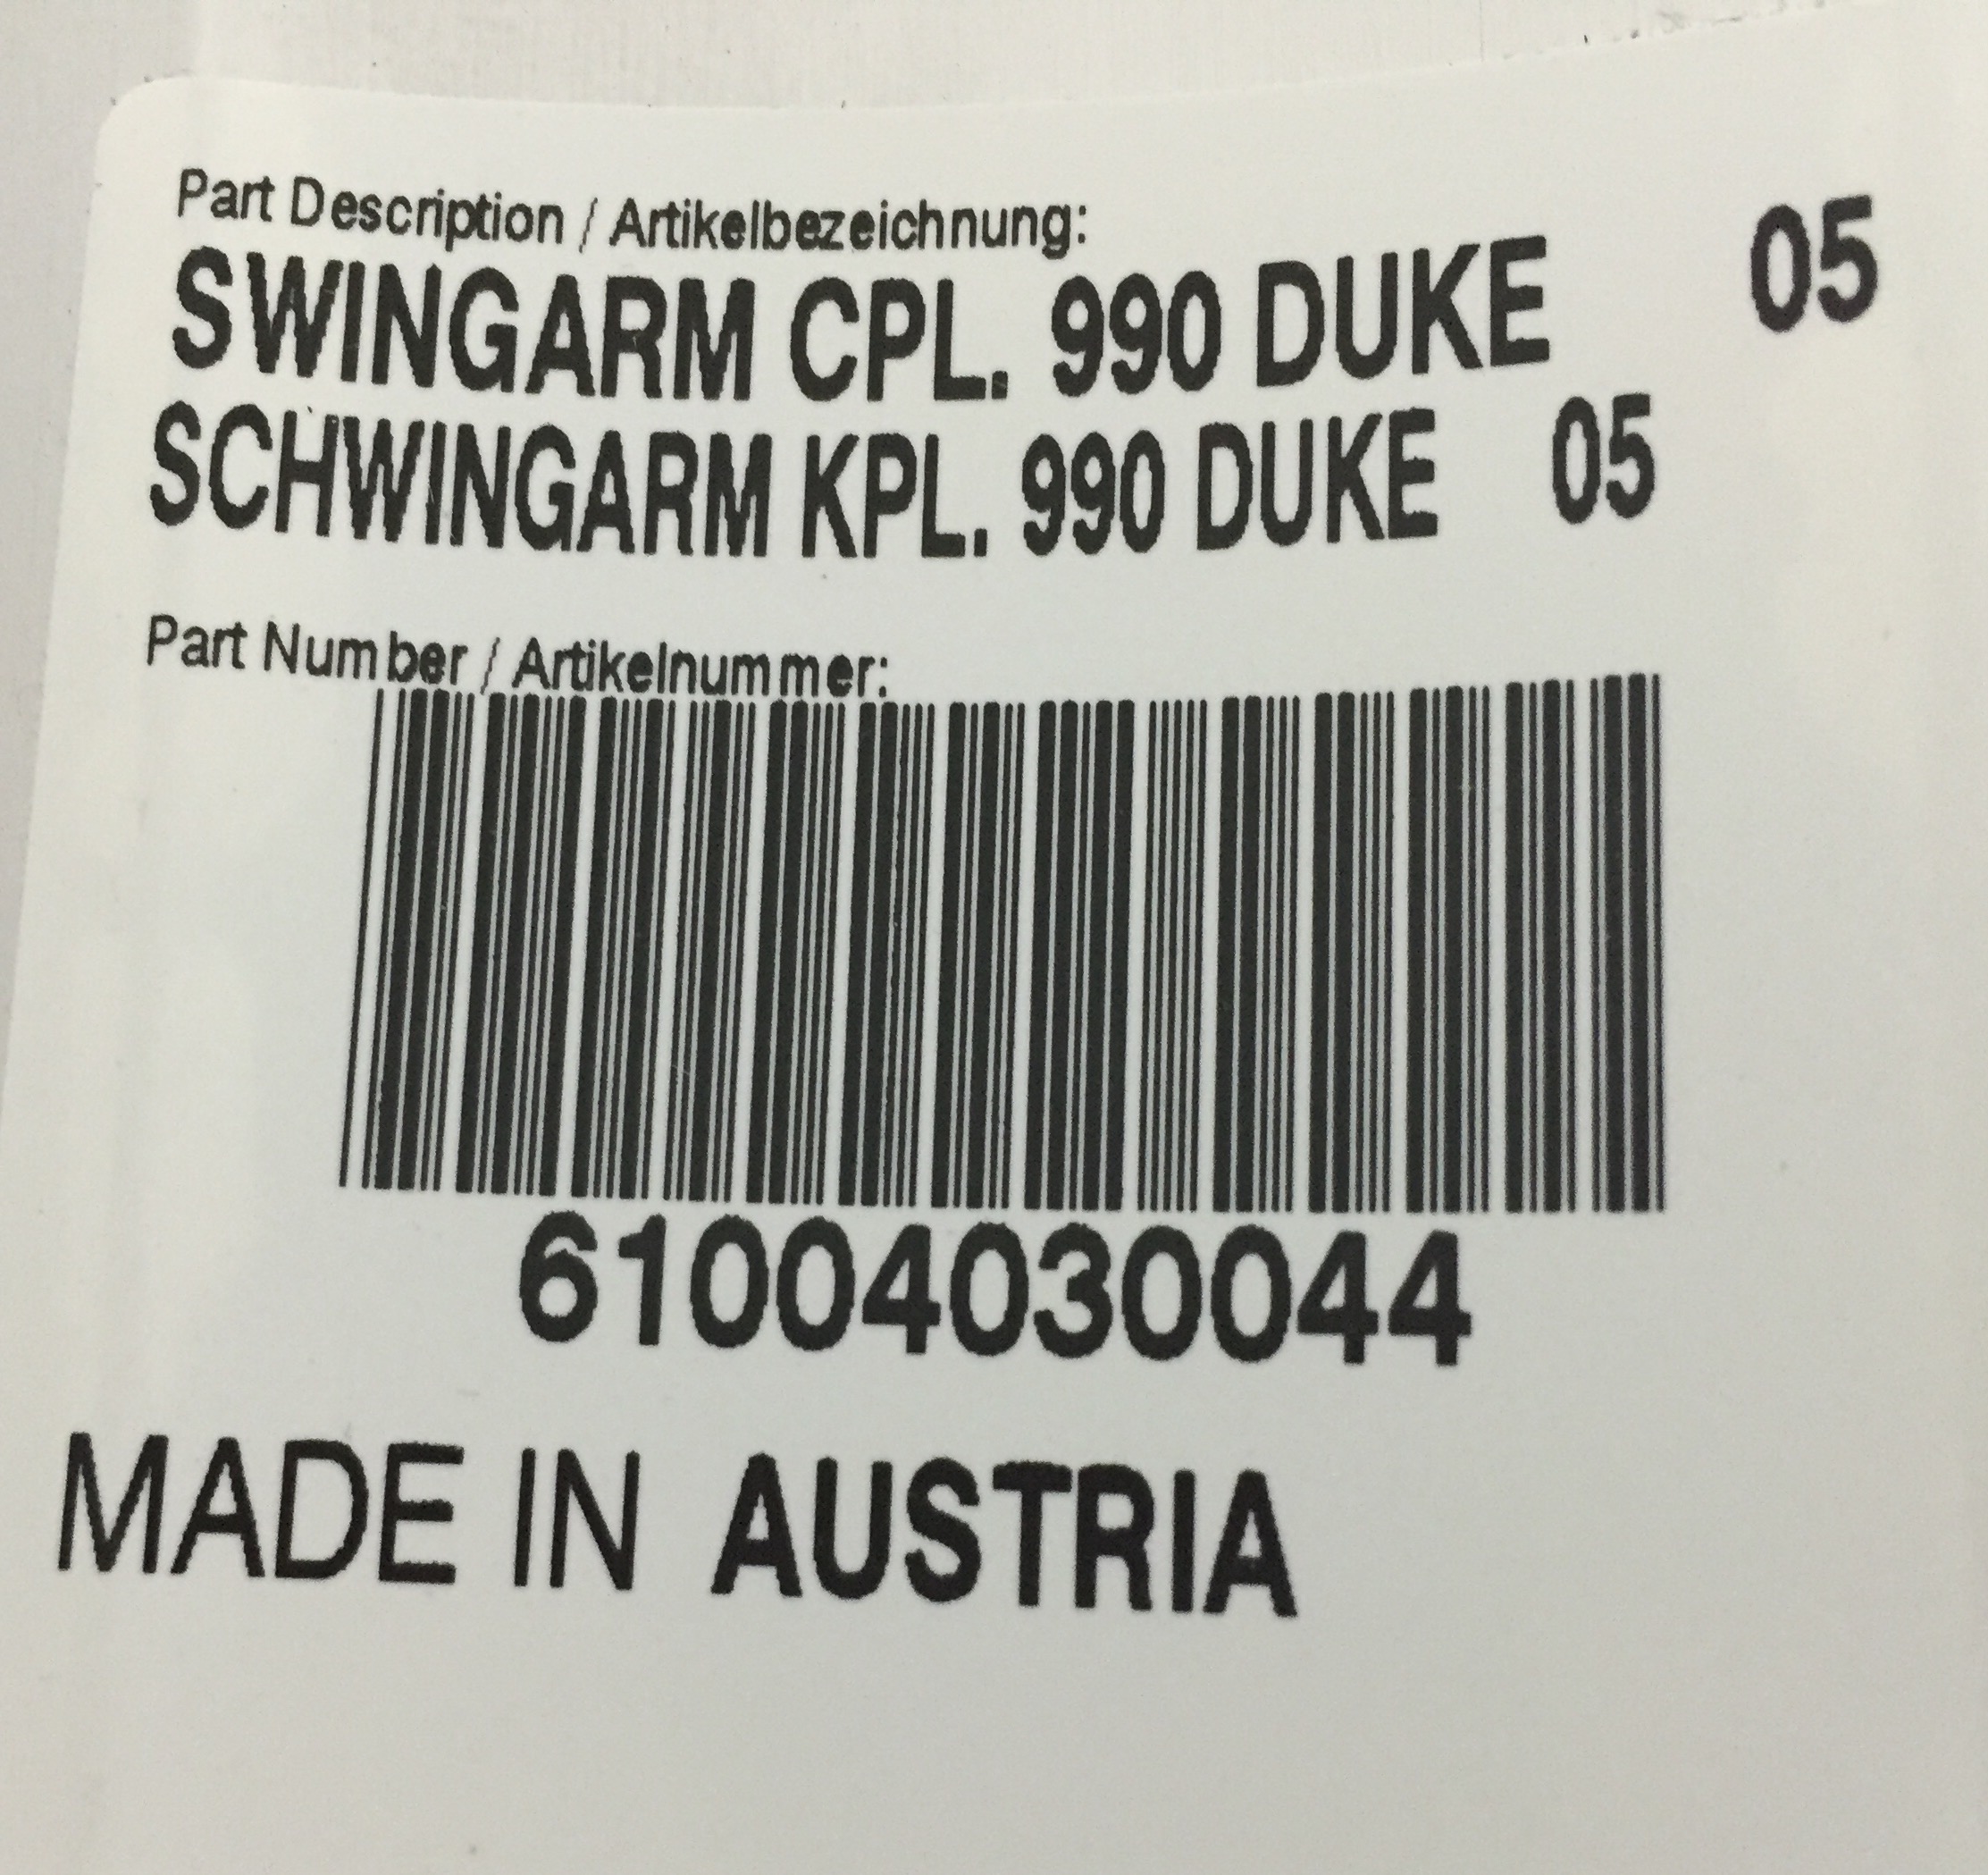 Part Description / Artikelbezeichnung:
SWINGARM CPL. 990 DUKE 05
SCHWINGARM KPL. 990 DUKE 05
Part Number / Artikelnummer:
61004030044
MADE IN AUSTRIA